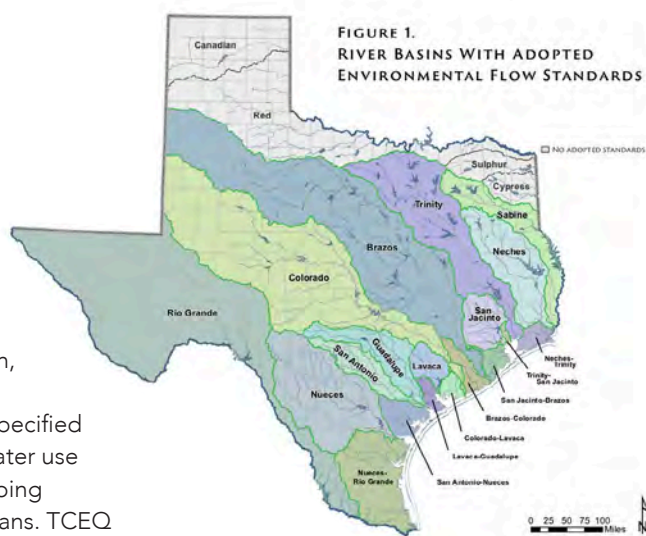 FIGURE 1.
RIVER BASINS WITH ADOPTED
ENVIRONMENTAL FLOW STANDARDS
NO ADOPTED STANDARDS
Canadian
Red
Sulphur
Cypress
Sabine
Trinity
Neches
Brazos
Colorado
Rio Grande
San
Jacinto
Guadalupe
San Antonio
Lavaca
Nueces
Neches-
Trinity
Trinity-
San Jacinto
San Jacinto-Brazos
Brazos-Colorado
Colorado-Lavaca
Lavaca-Guadalupe
San Antonio-Nueces
Nueces-
Rio Grande
0 25 50 75 100
Miles
N
n,
pecified
ater use
ping
ans. TCEQ